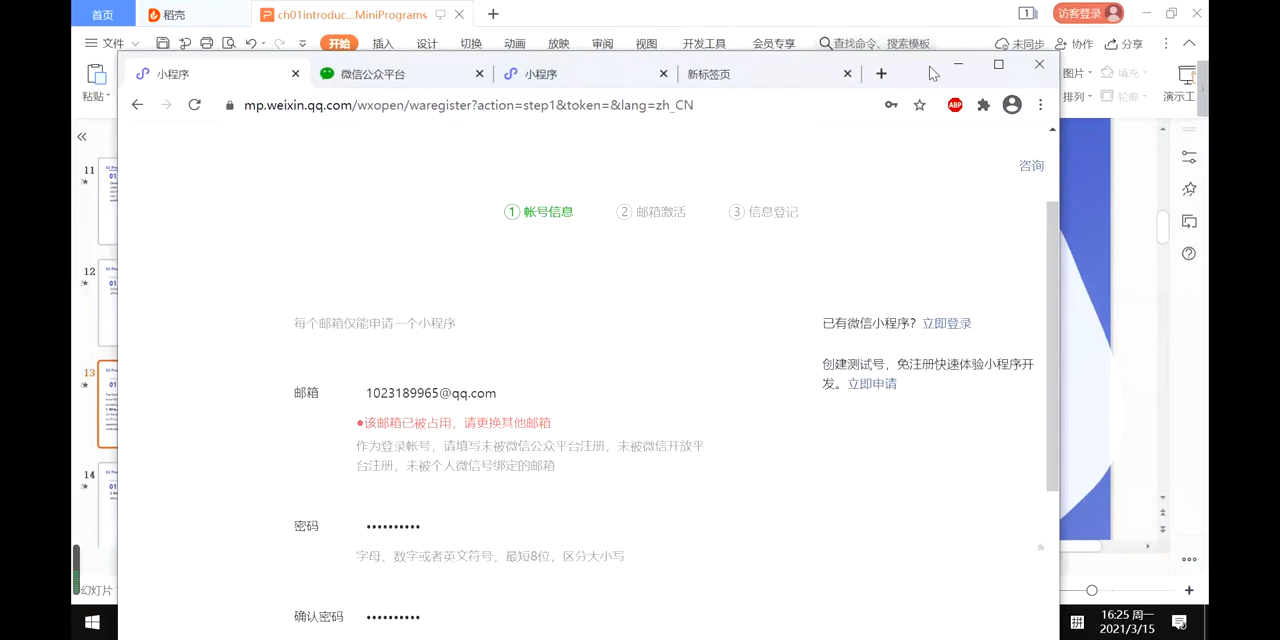 首页
稻壳
ch01introduc...MiniPrograms
1
访客登录
文件
开始
插入
设计
切换
动画
放映
审阅
视图
开发工具
会员专享
查找命令、搜索模板
未同步
协作
分享
粘贴
图片
填充
排列
轮廓
演示工
小程序
微信公众平台
小程序
新标签页
mp.weixin.qq.com/wxopen/waregister?action=step1&token=&lang=zh_CN
ABP
咨询
1 帐号信息
2 邮箱激活
3 信息登记
每个邮箱仅能申请一个小程序
已有微信小程序？立即登录
创建测试号，免注册快速体验小程序开
发。立即申请
邮箱
1023189965@qq.com
该邮箱已被占用，请更换其他邮箱
作为登录帐号，请填写未被微信公众平台注册，未被微信开放平
台注册，未被个人微信号绑定的邮箱
密码
••••••••••
字母、数字或者英文符号，最短8位，区分大小写
确认密码
••••••••••
11
12
13
14
01
01
01
01
幻灯片
拼
16:25 周一
2021/3/15